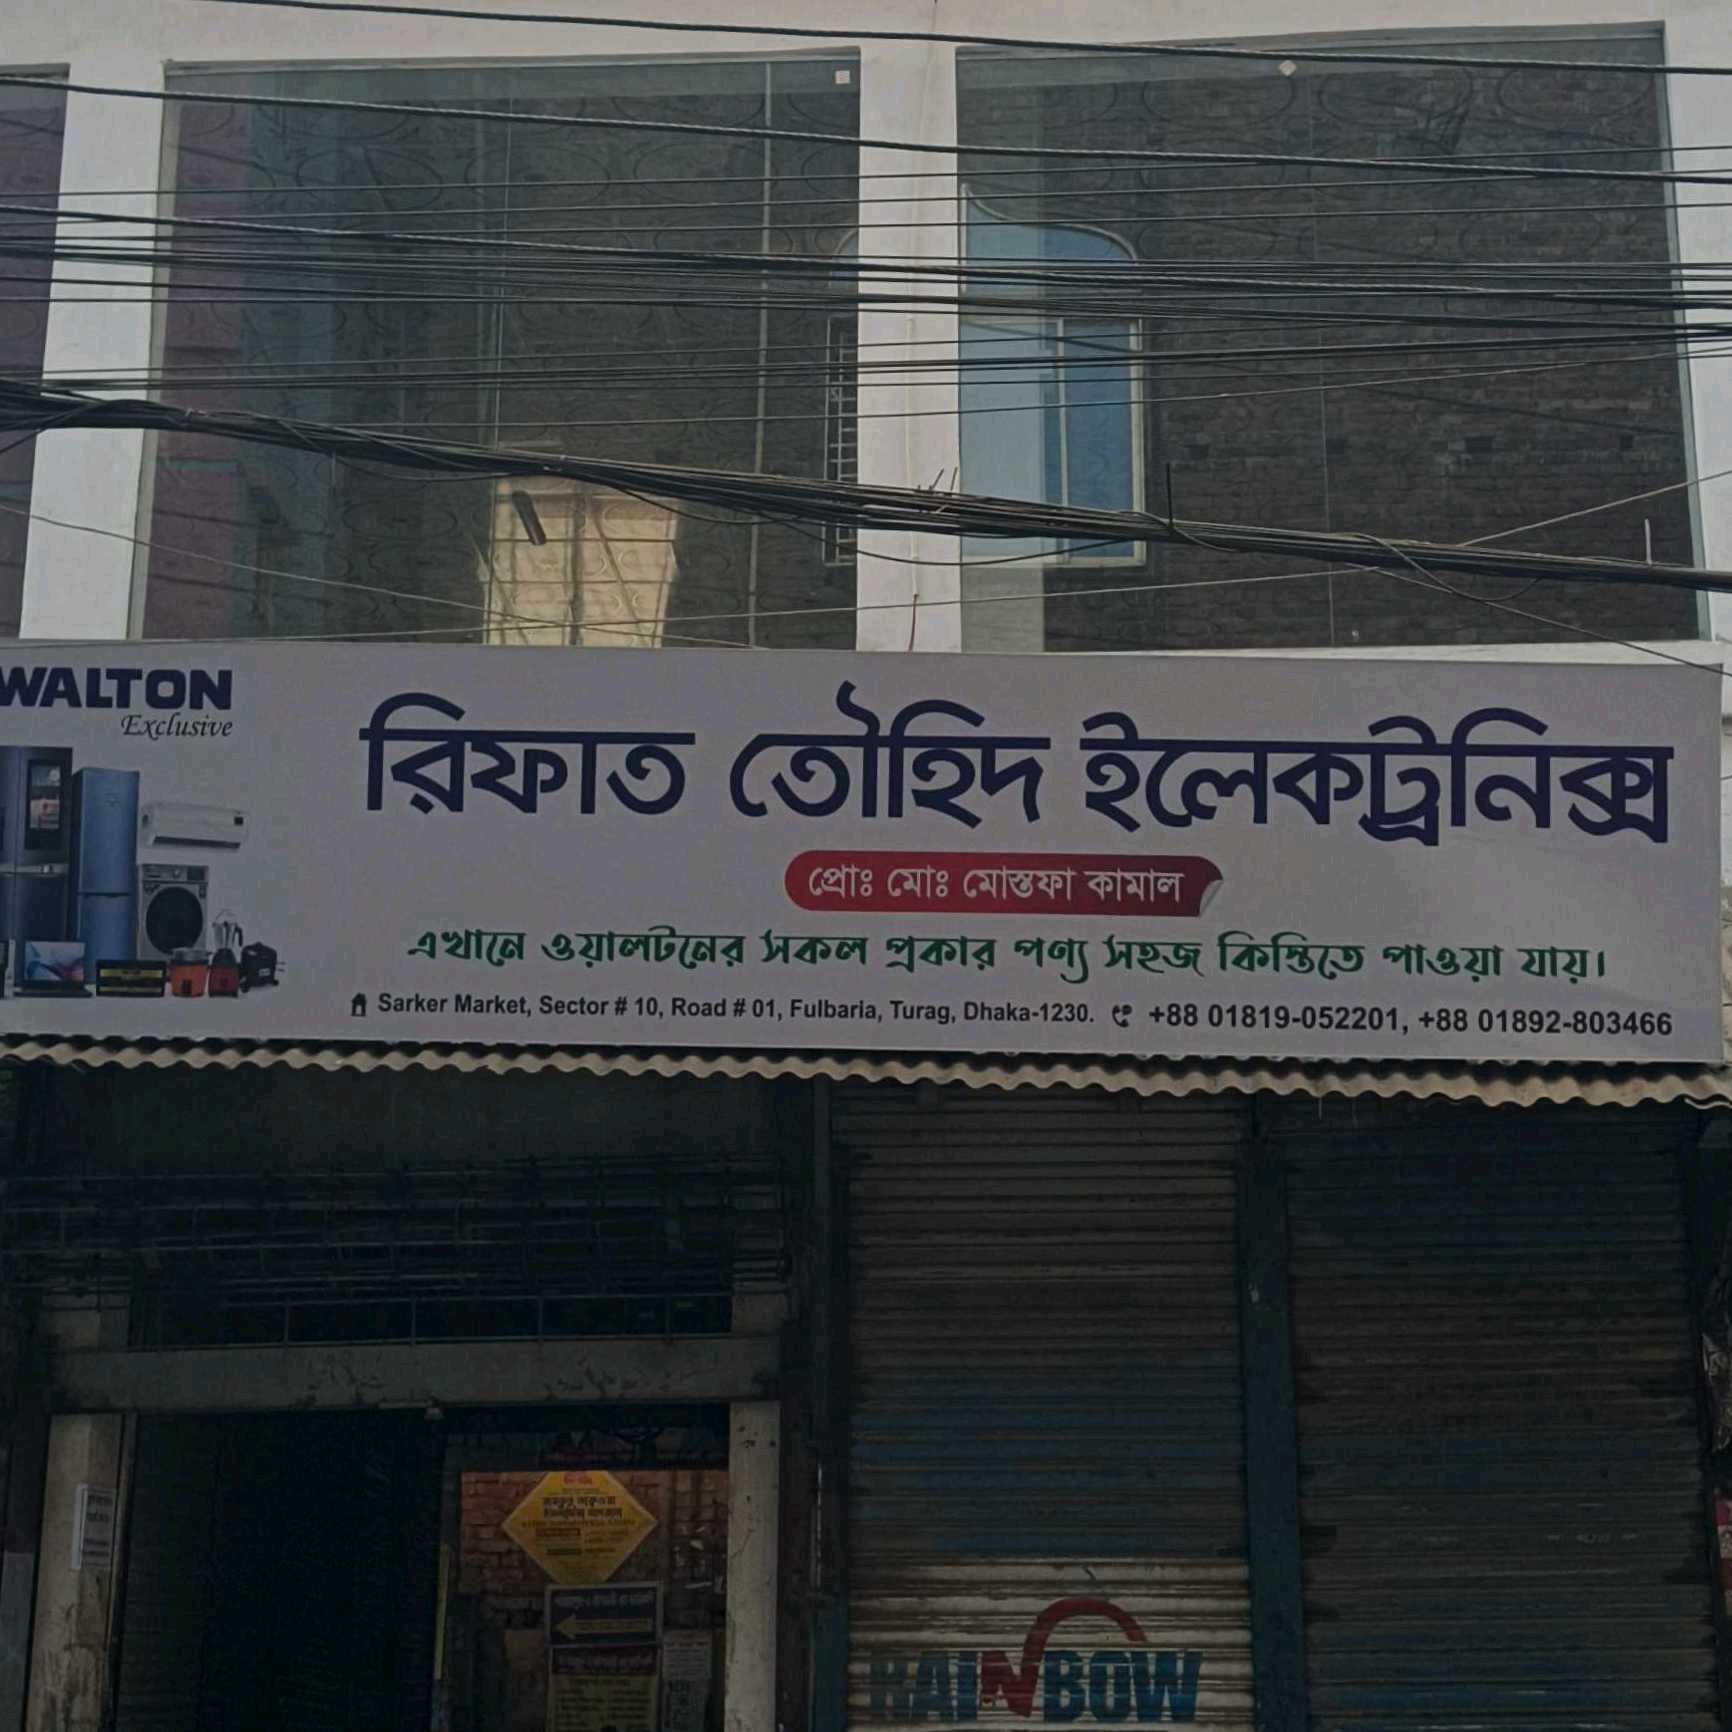 WALTON
Exclusive
রিফাত তৌহিদ ইলেকট্রনিক্স
প্রোঃ মোঃ মোস্তফা কামাল
এখানে ওয়ালটনের সকল প্রকার পণ্য সহজ কিস্তিতে পাওয়া যায়।
Sarker Market, Sector # 10, Road # 01, Fulbaria, Turag, Dhaka-1230. +88 01819-052201, +88 01892-803466
RAINBOW